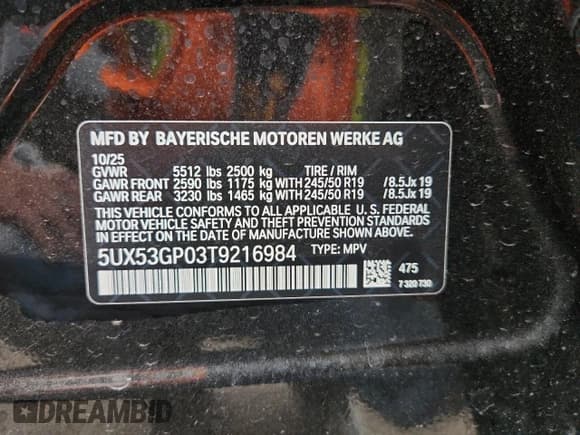 MFD BY BAYERISCHE MOTOREN WERKE AG
10/25
GVWR 5512 lbs 2500 kg TIRE / RIM
GAWR FRONT 2590 lbs 1175 kg WITH 245/50 R19 /8.5Jx 19
GAWR REAR 3230 lbs 1465 kg WITH 245/50 R19 /8.5Jx 19
THIS VEHICLE CONFORMS TO ALL APPLICABLE U. S. FEDERAL
MOTOR VEHICLE SAFETY AND THEFT PREVENTION STANDARDS
IN EFFECT ON THE DATE OF MANUFACTURE SHOWN ABOVE.
5UX53GP03T9216984 TYPE: MPV
475
7 320 730
DREAMBID